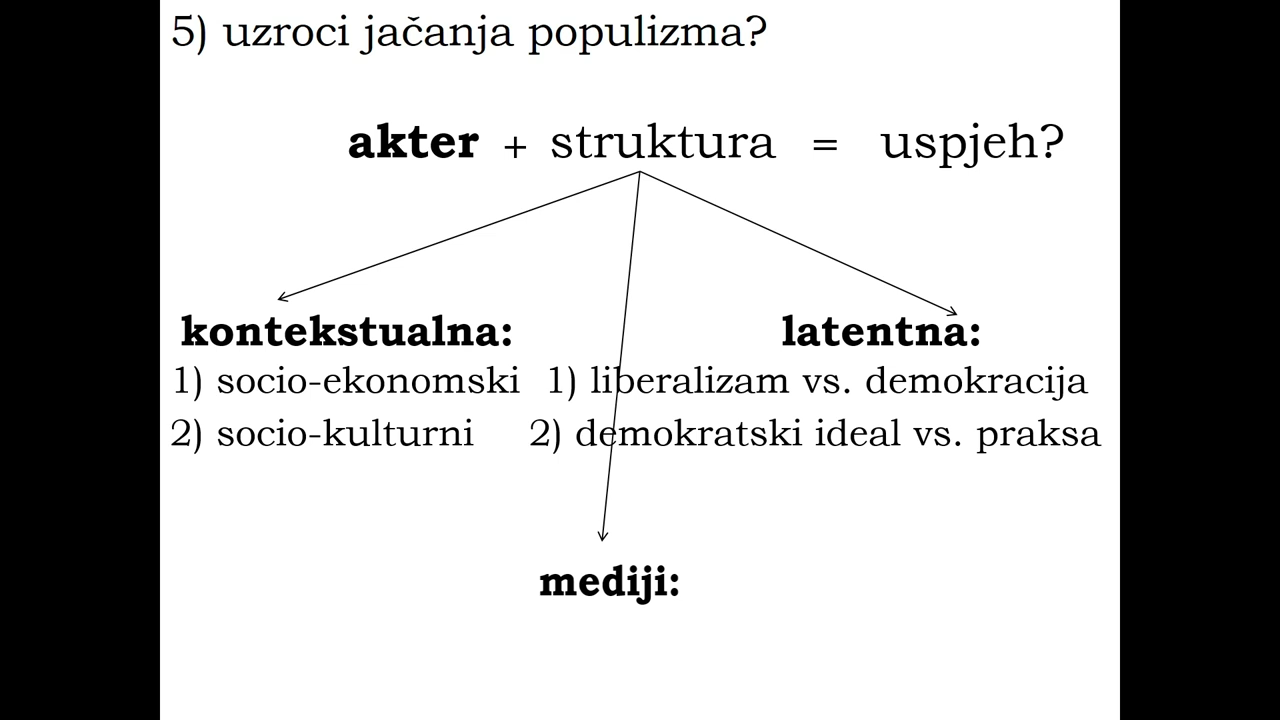 5) uzroci jačanja populizma?
akter + struktura = uspjeh?
kontekstualna:
1) socio-ekonomski
2) socio-kulturni
latentna:
1) liberalizam vs. demokracija
2) demokratski ideal vs. praksa
mediji: